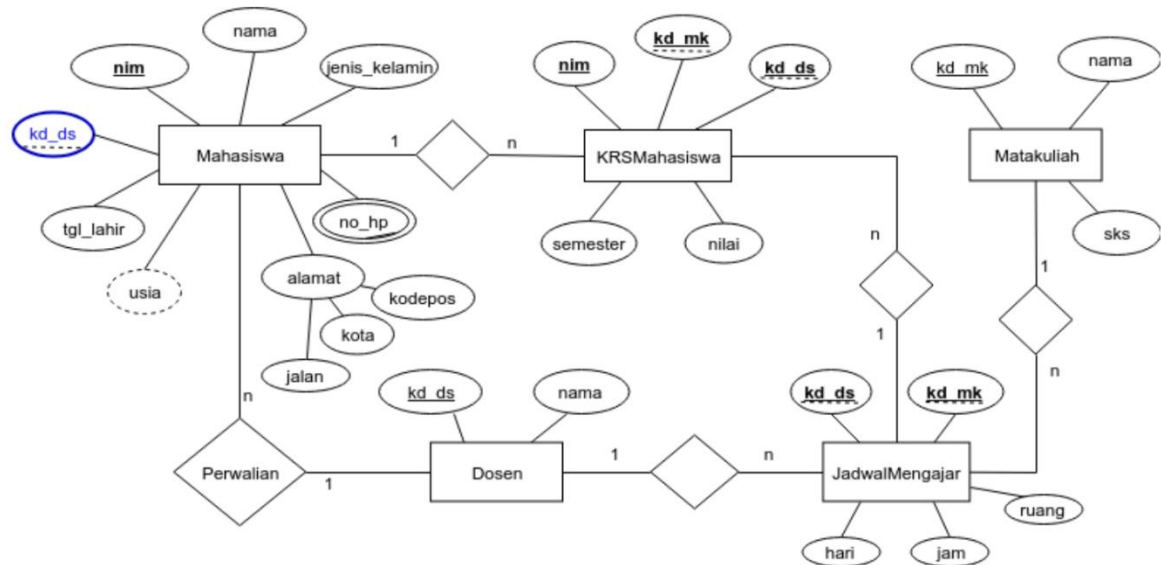 nama
nim
jenis_kelamin
kd_ds
Mahasiswa
tgl_lahir
usia
no_hp
alamat
kodepos
kota
jalan
1
n
kd_mk
nim
kd_ds
KRSMahasiswa
semester
nilai
n
1
kd_mk
nama
Matakuliah
sks
1
n
n
Perwalian
1
kd_ds
nama
Dosen
1
n
kd_ds
kd_mk
JadwalMengajar
ruang
hari
jam